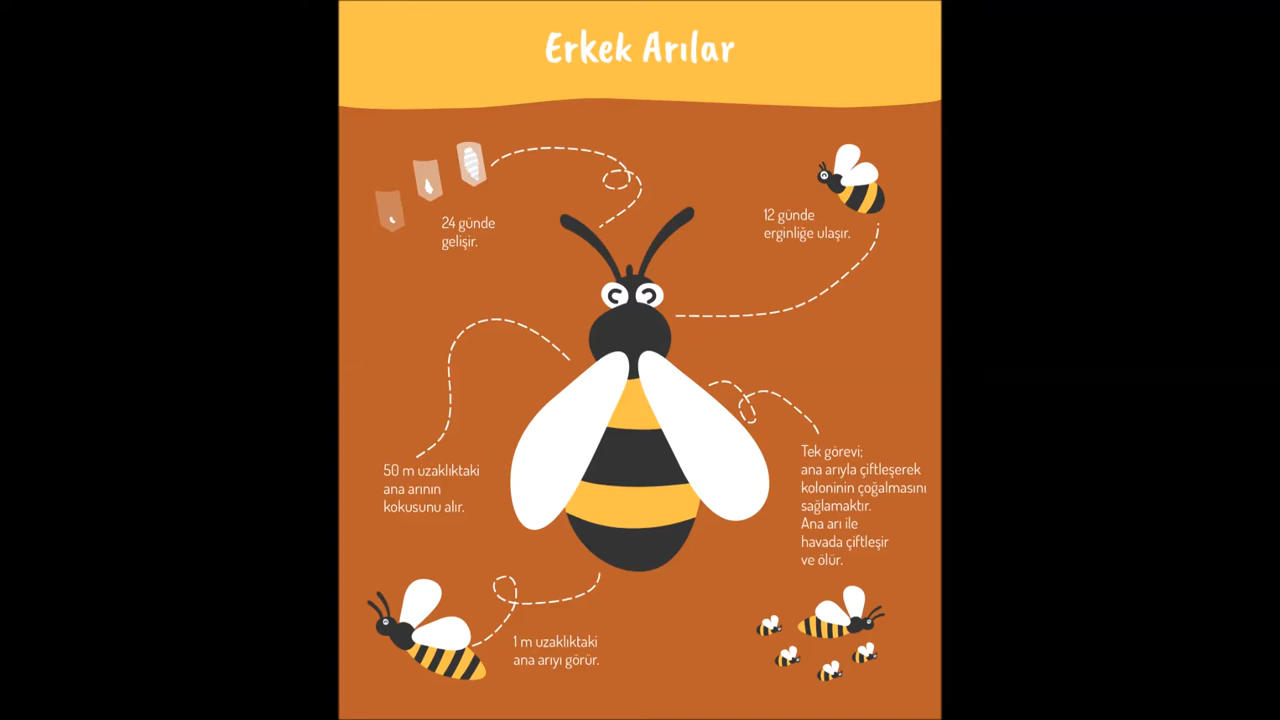 Erkek Arılar
24 günde
gelişir.
12 günde
erginliğe ulaşır.
50 m uzaklıktaki
ana arının
kokusunu alır.
Tek görevi;
ana arıyla çiftleşerek
koloninin çoğalmasını
sağlamaktır.
Ana arı ile
havada çiftleşir
ve ölür.
1 m uzaklıktaki
ana arıyı görür.